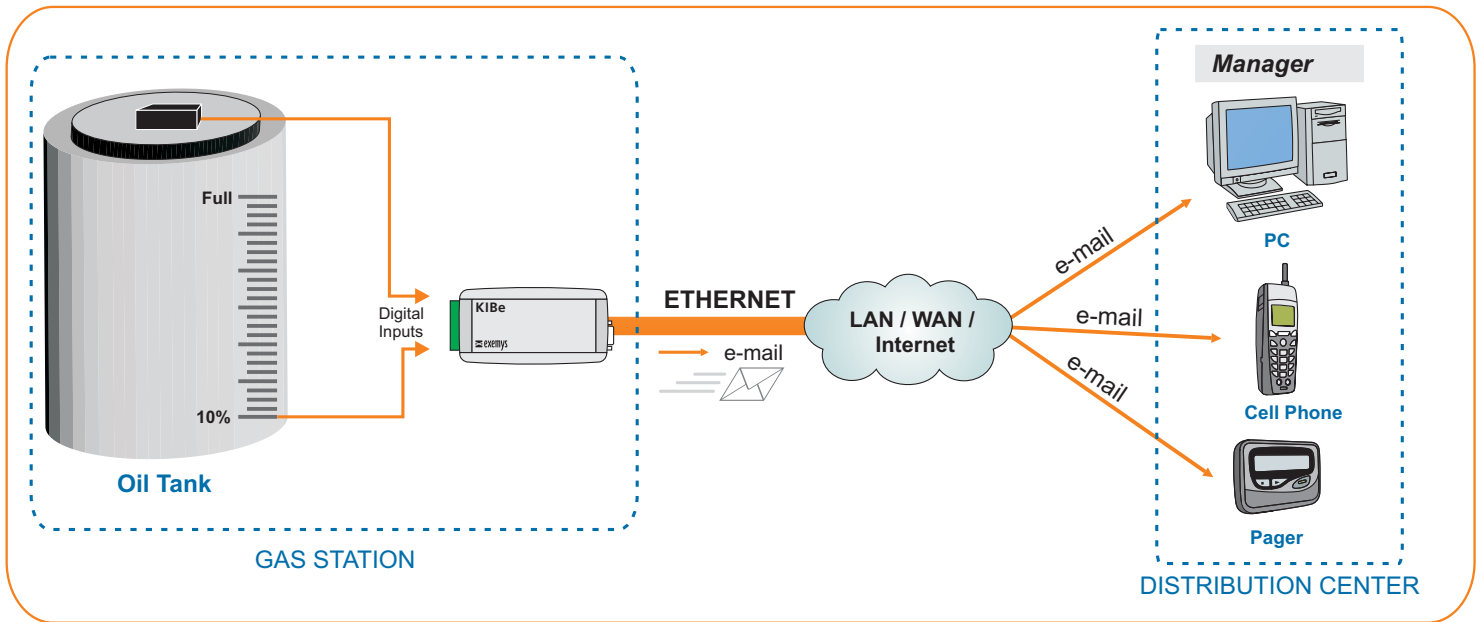 Full
10%
Oil Tank
GAS STATION
Digital
Inputs
KIBe
exemys
ETHERNET
e-mail
LAN / WAN /
Internet
e-mail
e-mail
e-mail
Manager
PC
Cell Phone
Pager
DISTRIBUTION CENTER